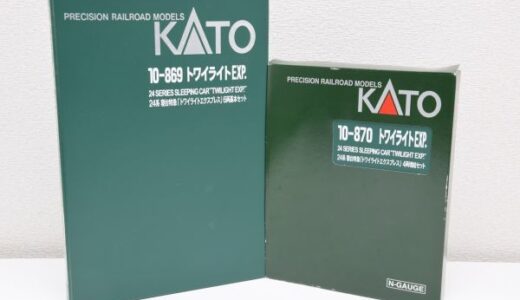 PRECISION RAILROAD MODELS
KATO
10-869 トワイライトEXP.
24 SERIES SLEEPING CAR "TWILIGHT EXP."
24系 寝台特急「トワイライトエクスプレス」6両基本セット
PRECISION RAILROAD MODELS
KATO
10-870 トワイライトEXP.
24 SERIES SLEEPING CAR "TWILIGHT EXP."
24系 寝台特急「トワイライトエクスプレス」4両増結セット
N-GAUGE